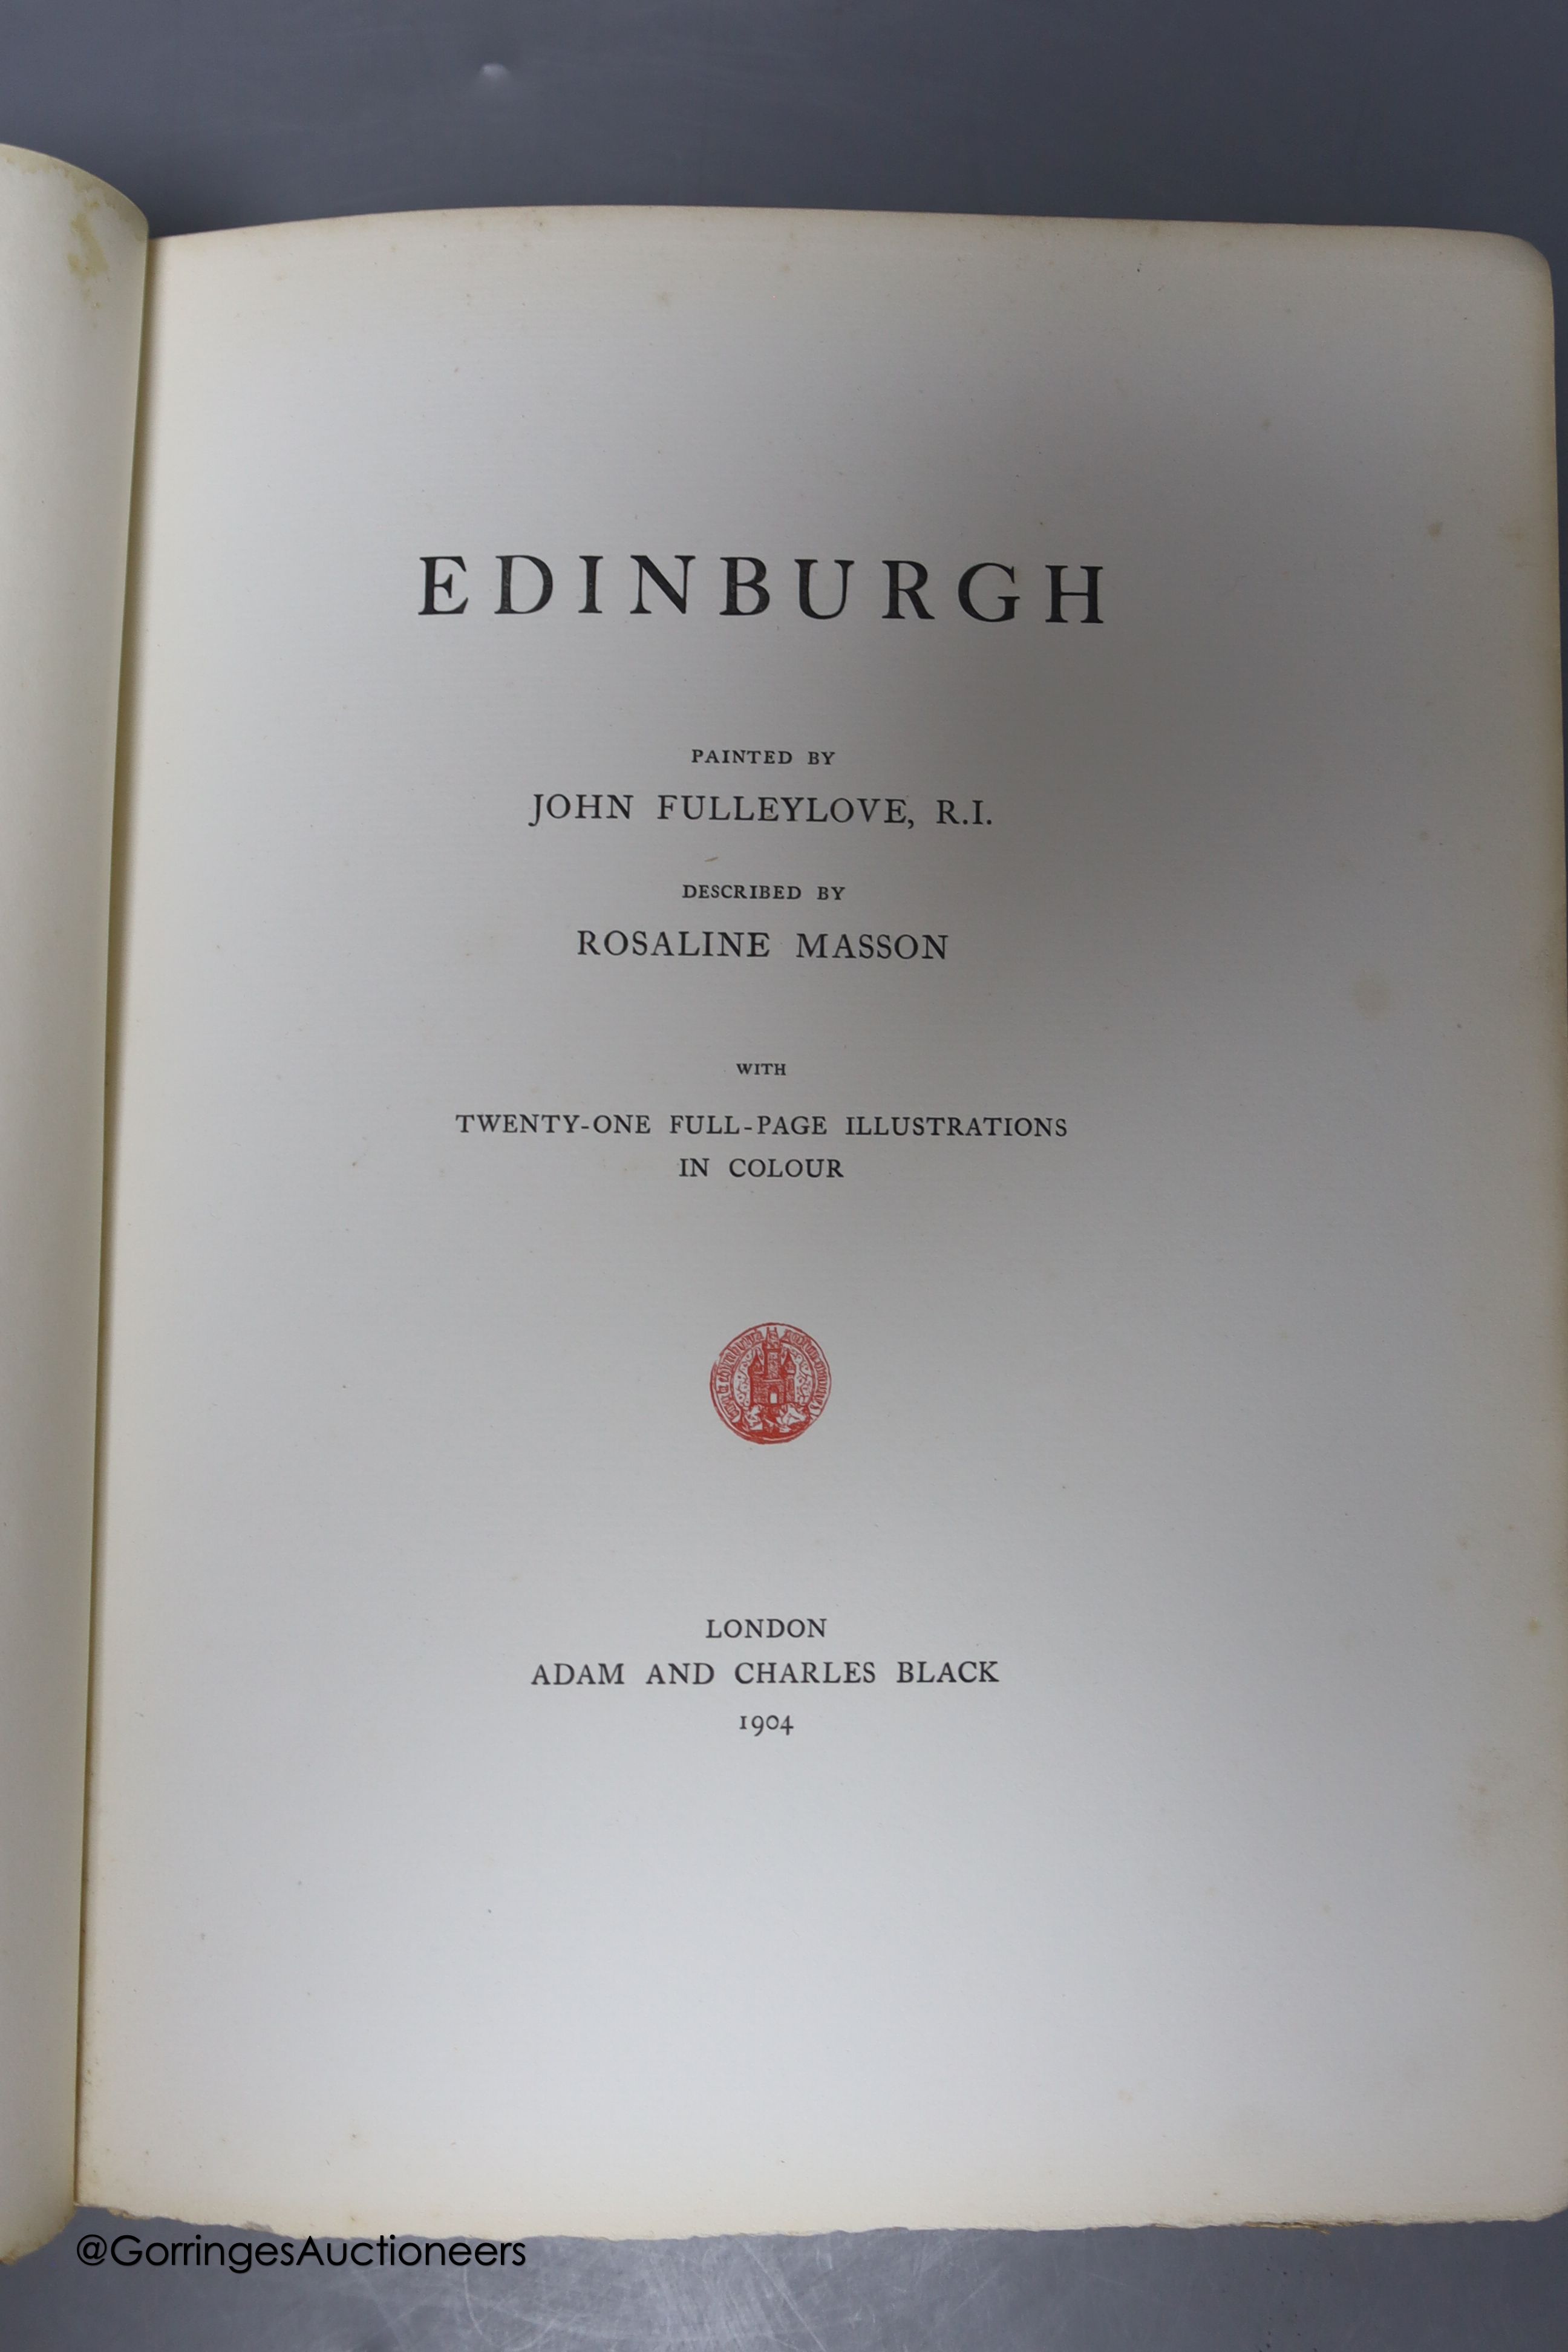 EDINBURGH
PAINTED BY
JOHN FULLEYLOVE, R.I.
DESCRIBED BY
ROSALINE MASSON
WITH
TWENTY-ONE FULL-PAGE ILLUSTRATIONS
IN COLOUR
LONDON
ADAM AND CHARLES BLACK
1904
@GorringesAuctioneers